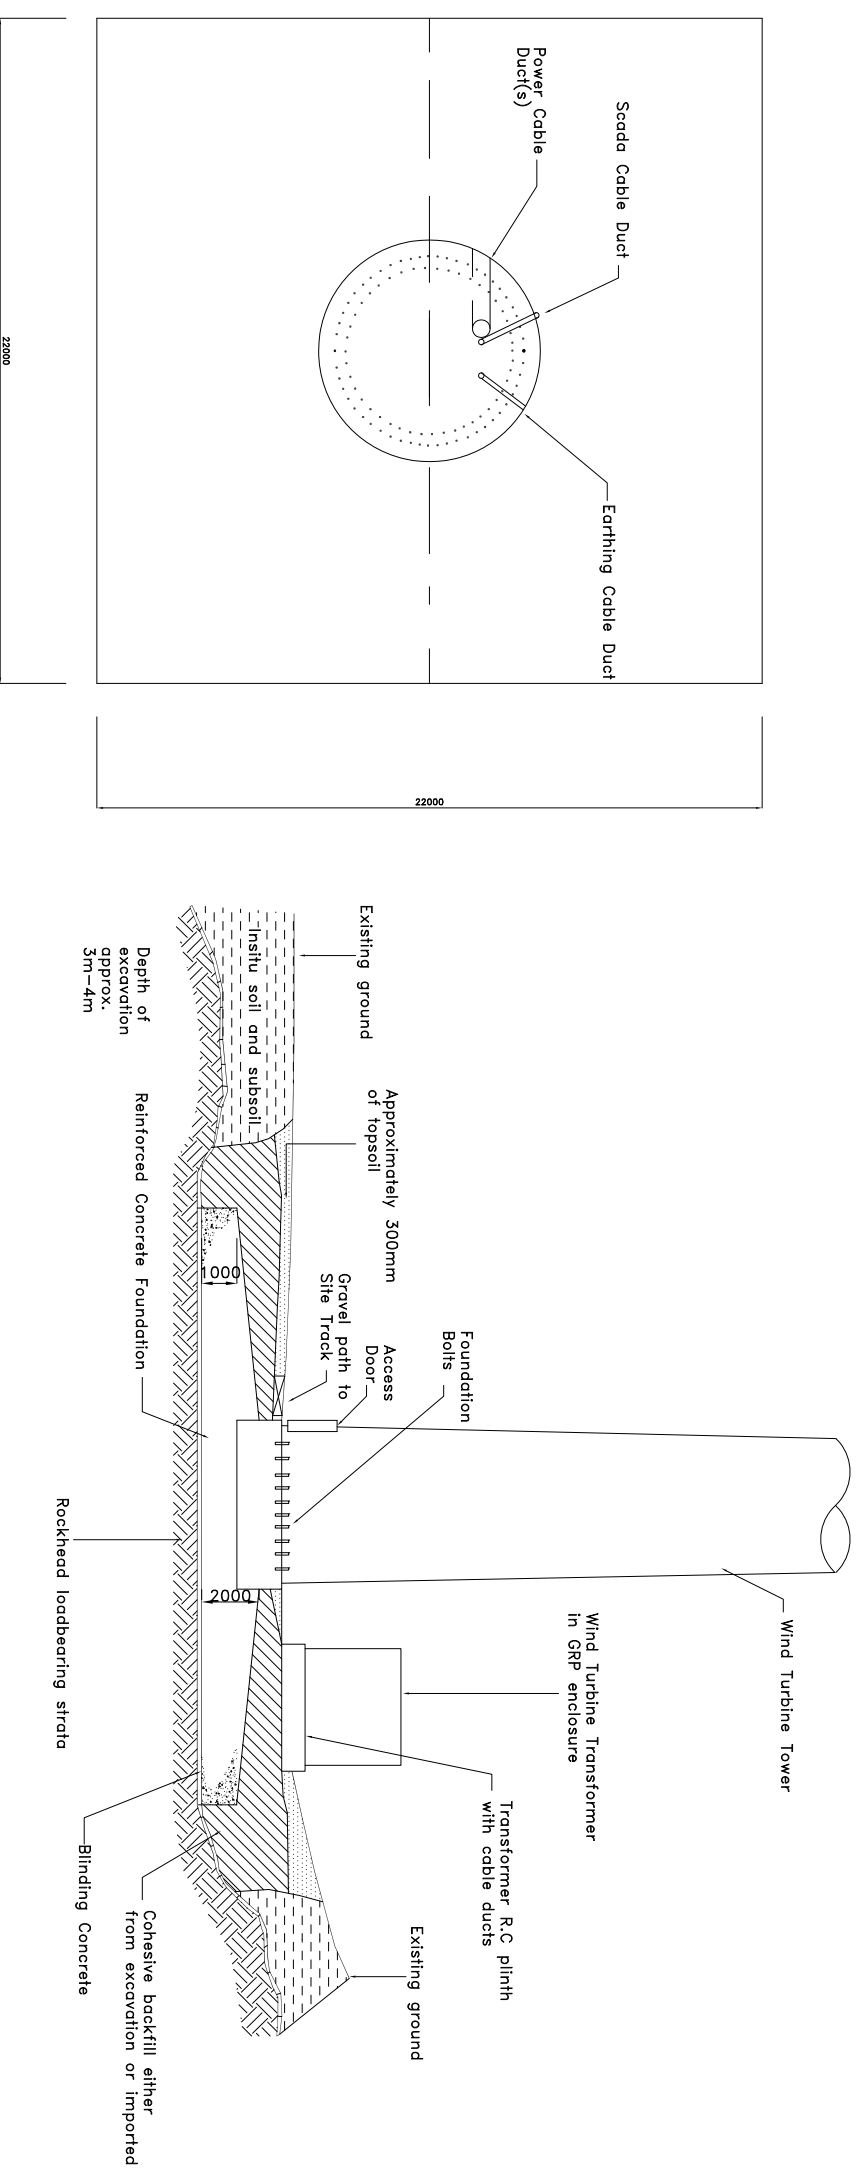 Scada Cable Duct
Power Cable
Duct(s)
Earthing Cable Duct
22000
22000
Wind Turbine Tower
Wind Turbine Transformer
in GRP enclosure
Transformer R.C plinth
with cable ducts
Foundation
Bolts
Access
Door
Gravel path to
Site Track
Approximately 300mm
of topsoil
Existing ground
Existing ground
Insitu soil and subsoil
1000
2000
Depth of
excavation
approx.
3m-4m
Reinforced Concrete Foundation
Rockhead loadbearing strata
Blinding Concrete
Cohesive backfill either
from excavation or imported